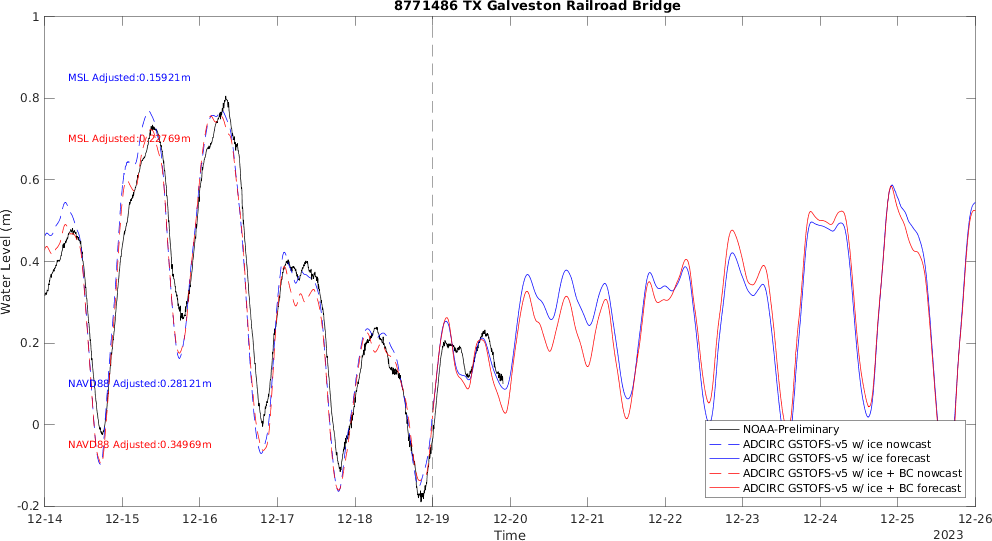 8771486 TX Galveston Railroad Bridge
1
0.8
0.6
0.4
0.2
0
-0.2
Water Level (m)
MSL Adjusted:0.15921m
MSL Adjusted:0.22769m
NAVD88 Adjusted:0.28121m
NAVD88 Adjusted:0.34969m
NOAA-Preliminary
ADCIRC GSTOFS-v5 w/ ice nowcast
ADCIRC GSTOFS-v5 w/ ice forecast
ADCIRC GSTOFS-v5 w/ ice + BC nowcast
ADCIRC GSTOFS-v5 w/ ice + BC forecast
12-14 12-15 12-16 12-17 12-18 12-19 12-20 12-21 12-22 12-23 12-24 12-25 12-26
Time
2023